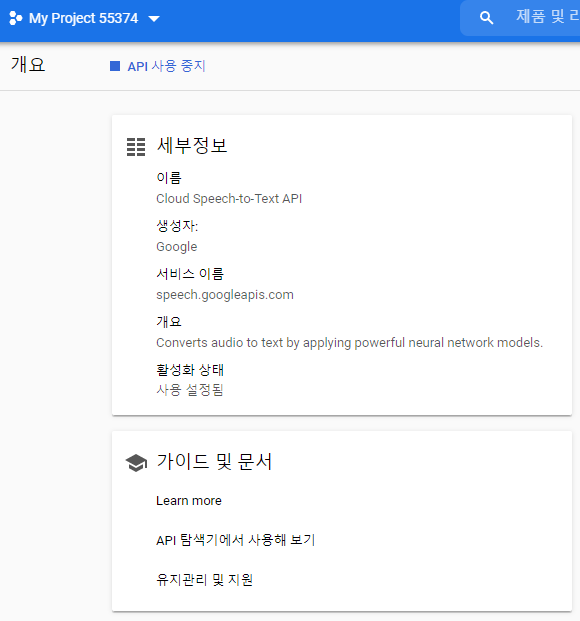 My Project 55374
제품 및 리
개요
API 사용 중지
세부정보
이름
Cloud Speech-to-Text API
생성자:
Google
서비스 이름
speech.googleapis.com
개요
Converts audio to text by applying powerful neural network models.
활성화 상태
사용 설정됨
가이드 및 문서
Learn more
API 탐색기에서 사용해 보기
유지관리 및 지원